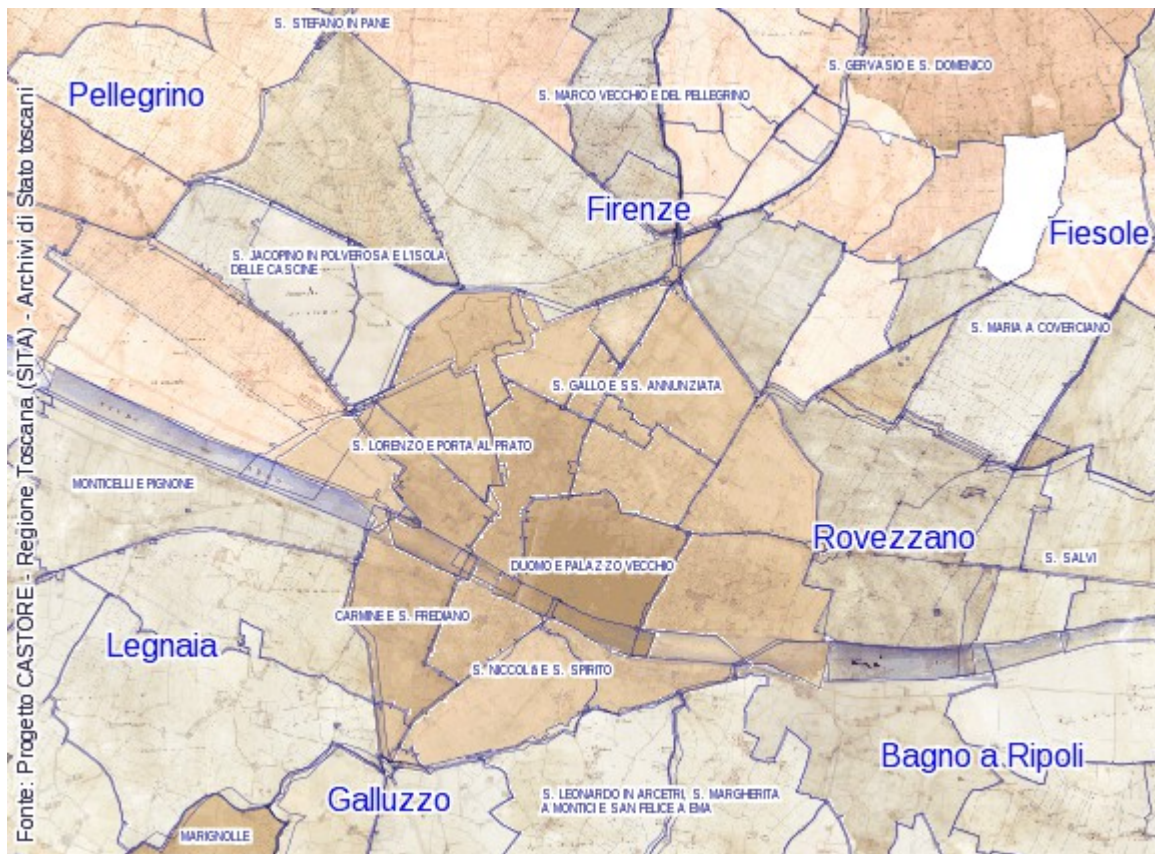 S. STEFANO IN PANE
S. GERVASIO E S. DOMENICO
Pellegrino
S. MARCO VECCHIO E DEL PELLEGRINO
Firenze
Fiesole
S. JACOPINO IN POLVEROSA E L'ISOLA
DELLE CASCINE
S. MARIA A COVERCIANO
S. GALLO E SS. ANNUNZIATA
S. LORENZO E PORTA AL PRATO
MONTICELLI E PIGNONE
Rovezzano
S. SALVI
DUOMO E PALAZZO VECCHIO
CARMINE E S. FREDIANO
Legnaia
S. NICCOLò E S. SPIRITO
Bagno a Ripoli
Galluzzo
S. LEONARDO IN ARCETRI, S. MARGHERITA
A MONTICI E SAN FELICE A EMA
MARIGNOLLE
Fonte: Progetto CASTORE - Regione Toscana (SITA) - Archivi di Stato toscani